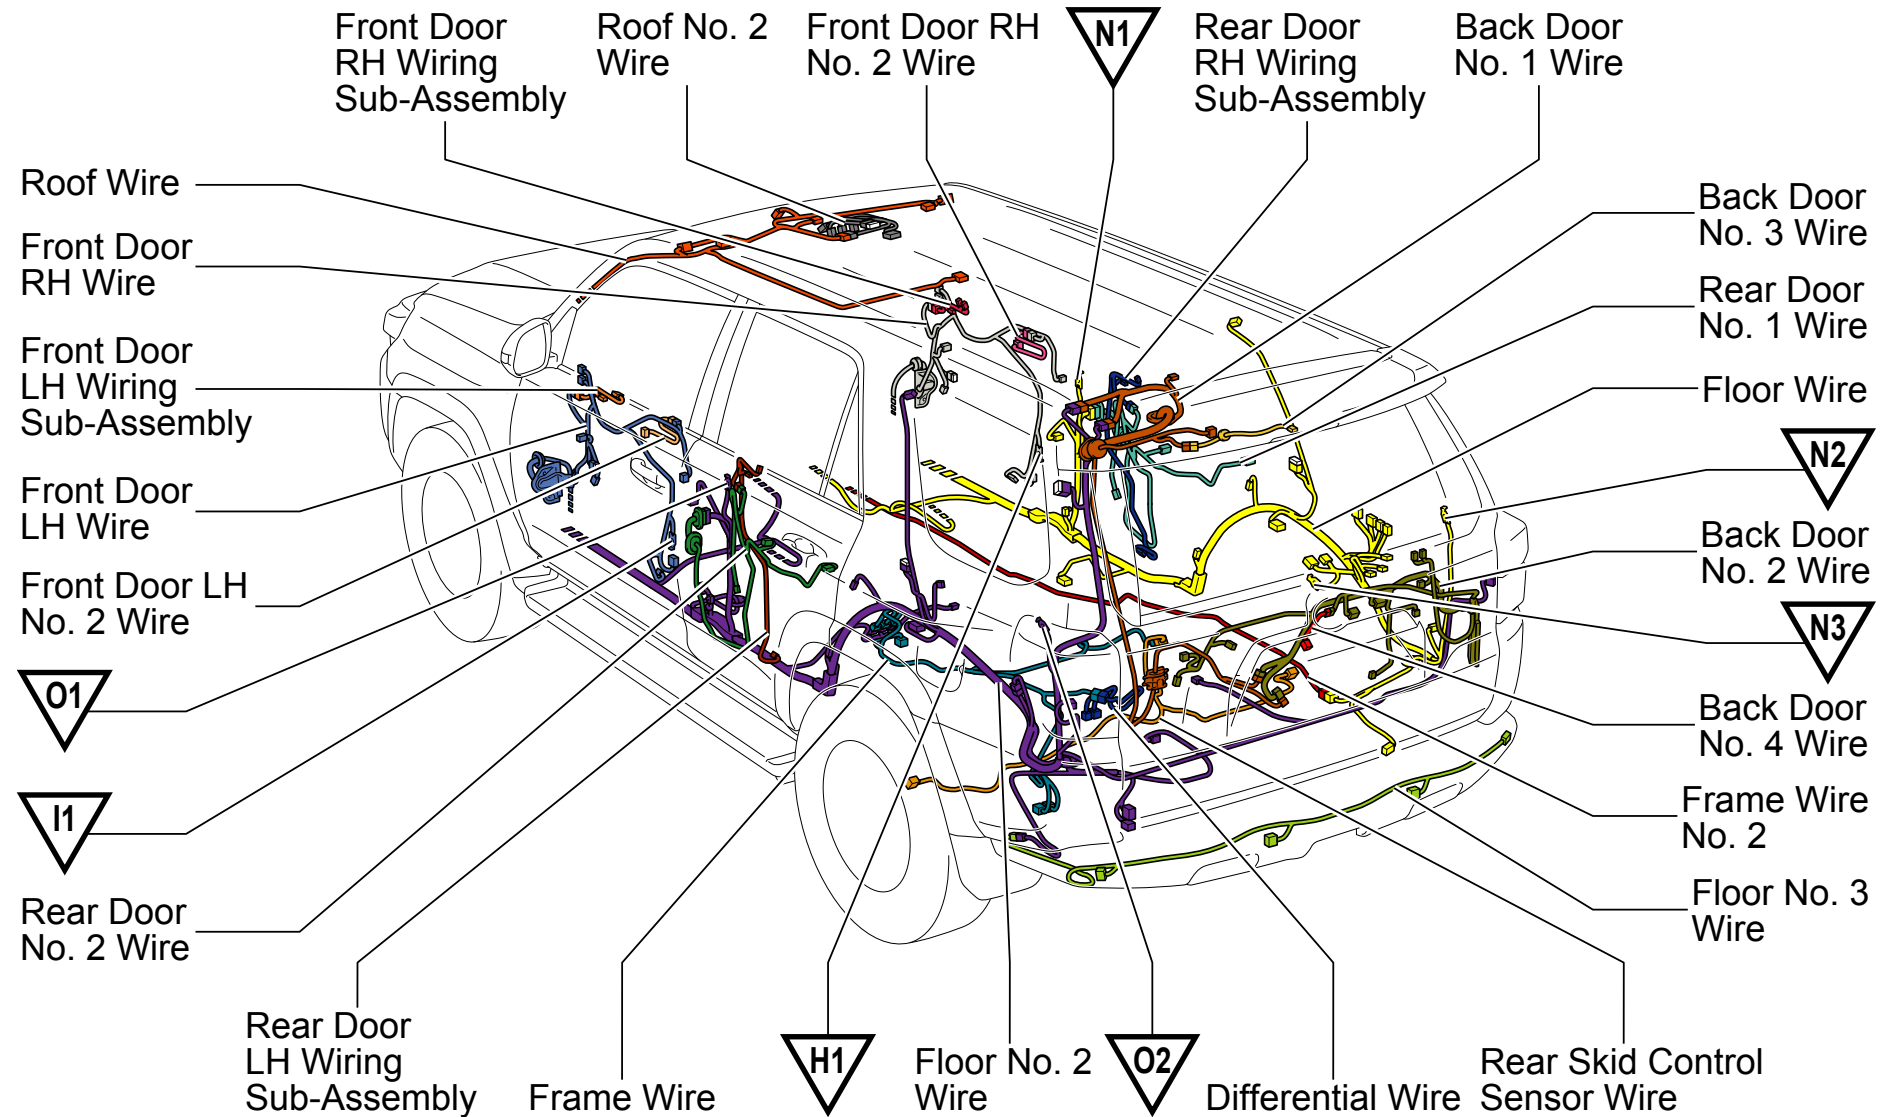 Front Door
RH Wiring
Sub-Assembly
Roof No. 2
Wire
Front Door RH
No. 2 Wire
N1
Rear Door
RH Wiring
Sub-Assembly
Back Door
No. 1 Wire
Roof Wire
Front Door
RH Wire
Front Door
LH Wiring
Sub-Assembly
Front Door
LH Wire
Front Door LH
No. 2 Wire
O1
I1
Rear Door
No. 2 Wire
Back Door
No. 3 Wire
Rear Door
No. 1 Wire
Floor Wire
N2
Back Door
No. 2 Wire
N3
Back Door
No. 4 Wire
Frame Wire
No. 2
Floor No. 3
Wire
Rear Door
LH Wiring
Sub-Assembly
Frame Wire
H1
Floor No. 2
Wire
O2
Differential Wire
Rear Skid Control
Sensor Wire